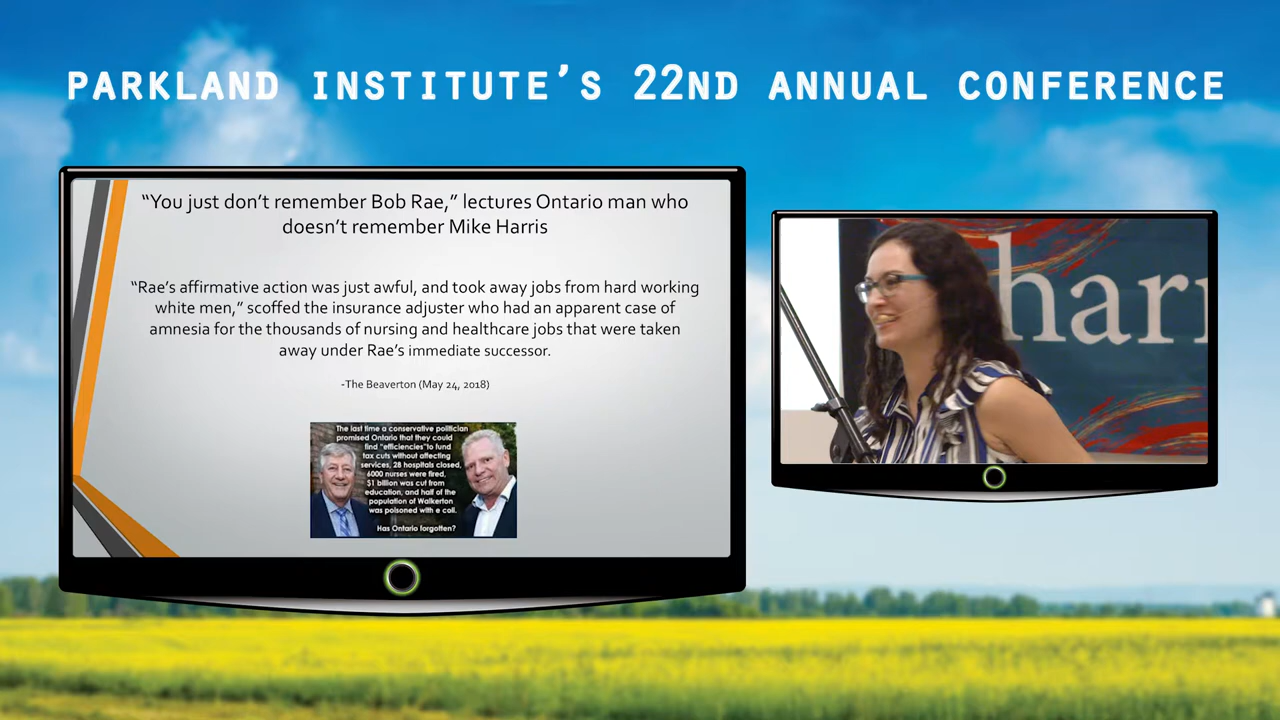 PARKLAND INSTITUTE’S 22ND ANNUAL CONFERENCE
“You just don’t remember Bob Rae,” lectures Ontario man who
doesn’t remember Mike Harris
“Rae’s affirmative action was just awful, and took away jobs from hard working
white men,” scoffed the insurance adjuster who had an apparent case of
amnesia for the thousands of nursing and healthcare jobs that were taken
away under Rae’s immediate successor.
-The Beaverton (May 24, 2018)
The last time a conservative politician
promised Ontario that they could
find "efficiencies"to fund
tax cuts without affecting
services, 28 hospitals closed,
6000 nurses were fired,
$1 billion was cut from
education, and half of the
population of Walkerton
was poisoned with e coli.
Has Ontario forgotten?